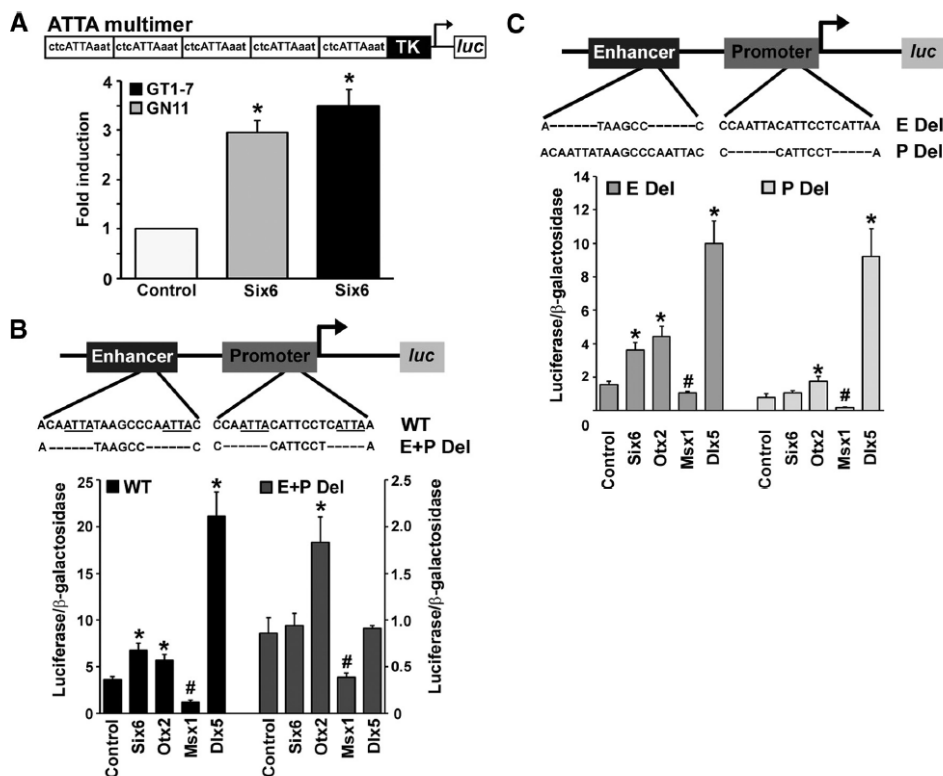 A
ATTA multimer
ctcATTAaat ctcATTAaat ctcATTAaat ctcATTAaat ctcATTAaat TK luc
GT1-7
GN11
Fold induction
4
3
2
1
0
Control Six6 Six6
* *
B
Enhancer Promoter luc
ACAATTATAAGCCCAATTAC CCAATTACATTCCTCATTAA WT
A------TAAGCC------C C------CATTCCT------A E+P Del
WT E+P Del
Luciferase/β-galactosidase
25
20
15
10
5
0
* * # *
* #
2.5
2.0
1.5
1.0
0.5
0
Luciferase/β-galactosidase
Control Six6 Otx2 Msx1 Dlx5 Control Six6 Otx2 Msx1 Dlx5
C
Enhancer Promoter luc
A------TAAGCC------C CCAATTACATTCCTCATTAA E Del
ACAATTATAAGCCCAATTAC C------CATTCCT------A P Del
E Del P Del
Luciferase/β-galactosidase
14
12
10
8
6
4
2
0
* * # *
* # *
Control Six6 Otx2 Msx1 Dlx5 Control Six6 Otx2 Msx1 Dlx5